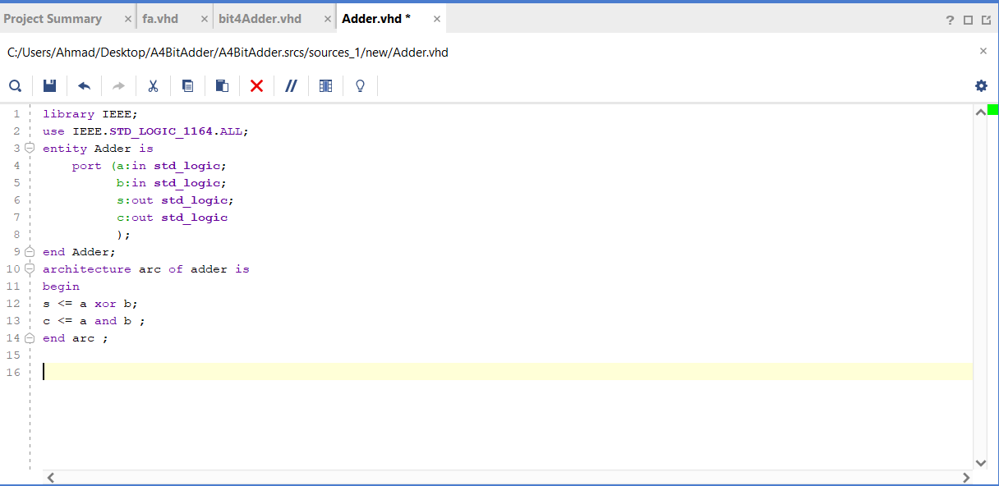 Project Summary × fa.vhd × bit4Adder.vhd × Adder.vhd * ×
?
C:/Users/Ahmad/Desktop/A4BitAdder/A4BitAdder.srcs/sources_1/new/Adder.vhd ×
1 library IEEE;
2 use IEEE.STD_LOGIC_1164.ALL;
3 entity Adder is
4     port (a:in std_logic;
5           b:in std_logic;
6           s:out std_logic;
7           c:out std_logic
8           );
9 end Adder;
10 architecture arc of adder is
11 begin
12 s <= a xor b;
13 c <= a and b ;
14 end arc ;
15
16